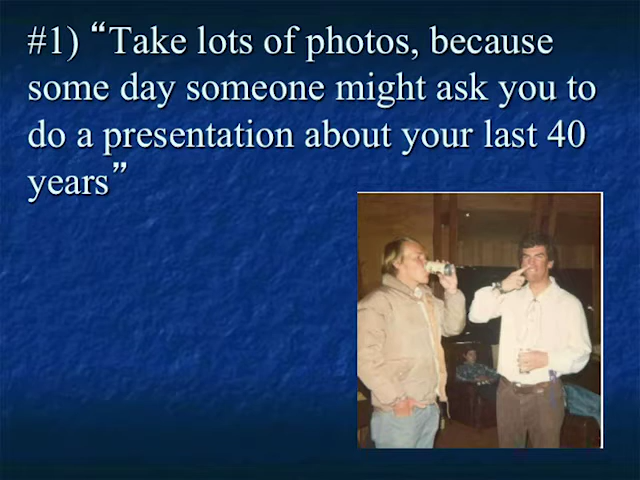 #1) “Take lots of photos, because
some day someone might ask you to
do a presentation about your last 40
years”